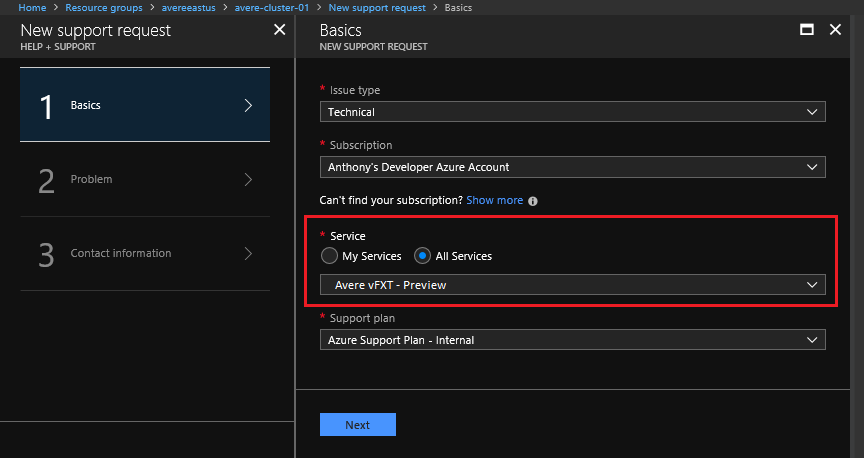 Home > Resource groups > avereeastus > avere-cluster-01 > New support request > Basics
New support request
HELP + SUPPORT
1 Basics
2 Problem
3 Contact information
Basics
NEW SUPPORT REQUEST
* Issue type
Technical
* Subscription
Anthony's Developer Azure Account
Can't find your subscription? Show more
* Service
My Services All Services
Avere vFXT - Preview
* Support plan
Azure Support Plan - Internal
Next